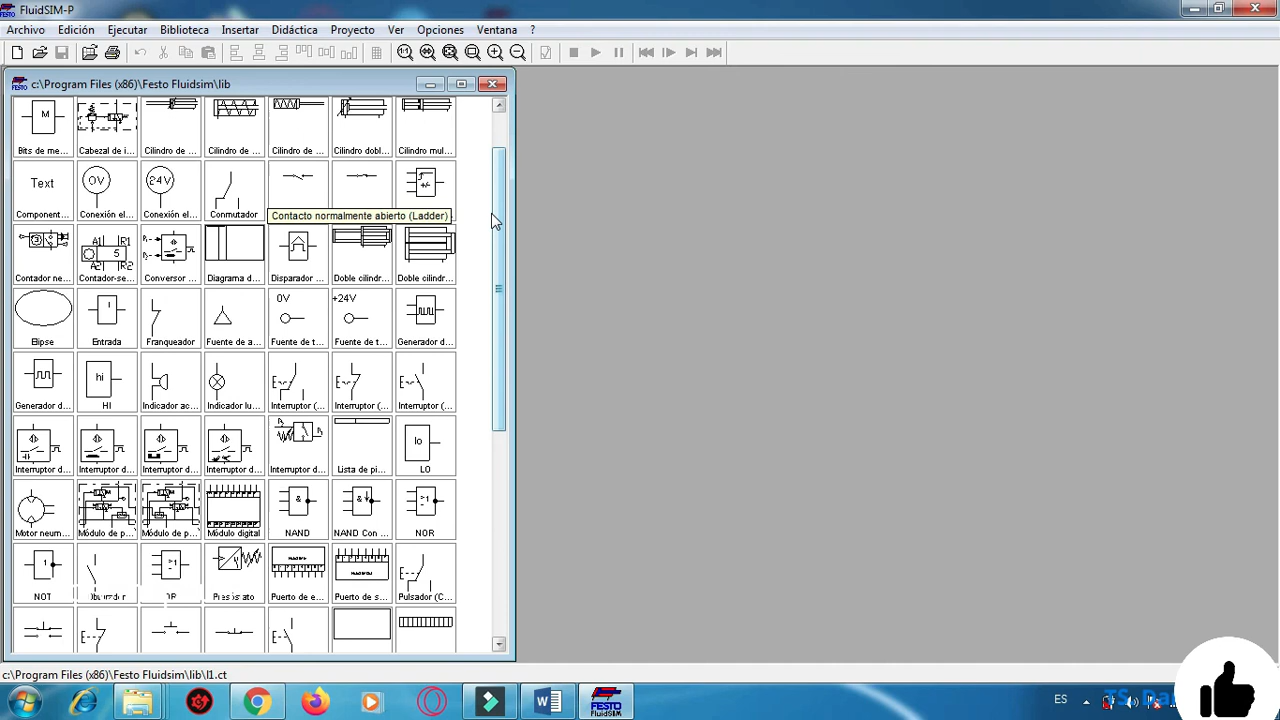 FluidSIM-P
Archivo Edición Ejecutar Biblioteca Insertar Didáctica Proyecto Ver Opciones Ventana ?
c:\Program Files (x86)\Festo Fluidsim\lib
Bits de me... Cabezal de i... Cilindro de ... Cilindro de ... Cilindro de ... Cilindro dobl... Cilindro mul...
Text 0V 24V
Component... Conexión el... Conexión el... Conmutador
Contacto normalmente abierto (Ladder)
Contador ne... Contador-se... Conversor ... Diagrama d... Disparador ... Doble cilindr... Doble cilindr...
0V +24V
Elipse Entrada Franqueador Fuente de a... Fuente de t... Fuente de t... Generador d...
hi
Generador d... HI Indicador ac... Indicador lu... Interruptor (... Interruptor (... Interruptor (...
lo
Interruptor d... Interruptor d... Interruptor d... Interruptor d... Interruptor d... Lista de pi... LO
Motor neum... Módulo de p... Módulo de p... Módulo digital NAND NAND Con ... NOR
NOT Obturador OR Presostato Puerto de e... Puerto de s... Pulsador (C...
c:\Program Files (x86)\Festo Fluidsim\lib\l1.ct
FESTO
FluidSIM
ES